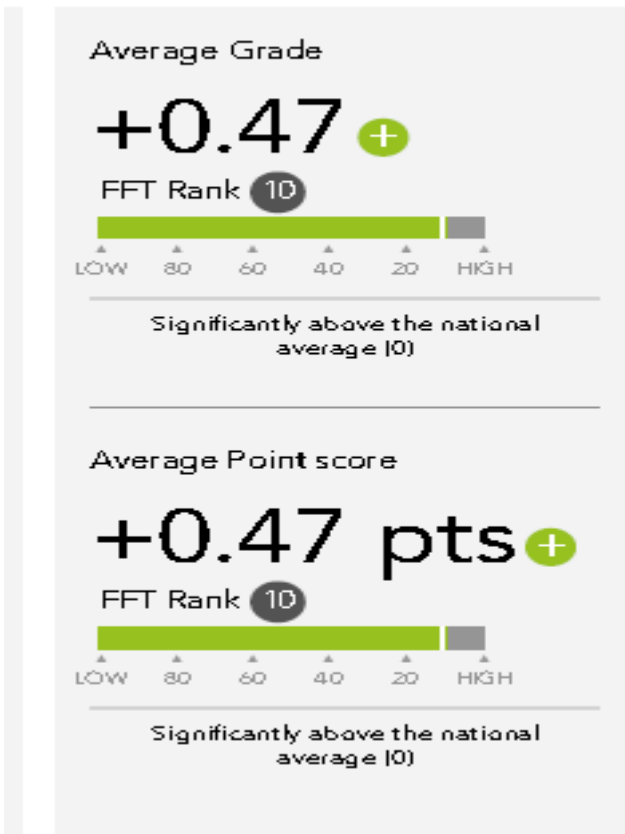 Average Grade
+0.47 +
FFT Rank 10
LOW 80 60 40 20 HIGH
Significantly above the national
average (0)
Average Point score
+0.47 pts +
FFT Rank 10
LOW 80 60 40 20 HIGH
Significantly above the national
average (0)